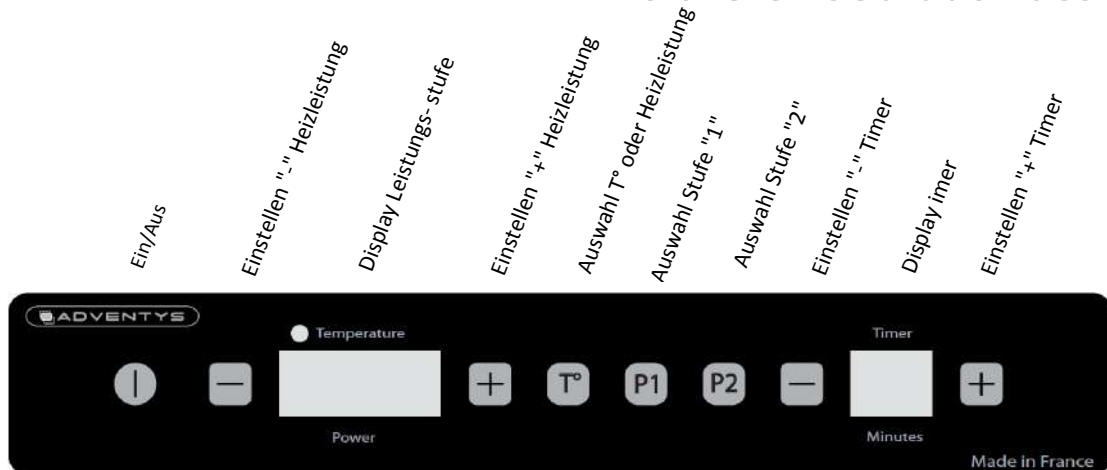 Ein/Aus
Einstellen "-" Heizleistung
Display Leistungs- stufe
Einstellen "+" Heizleistung
Auswahl T° oder Heizleistung
Auswahl Stufe "1"
Auswahl Stufe "2"
Einstellen "-" Timer
Display imer
Einstellen "+" Timer
ADVENTYS
Temperature
Timer
T°
P1
P2
Power
Minutes
Made in France